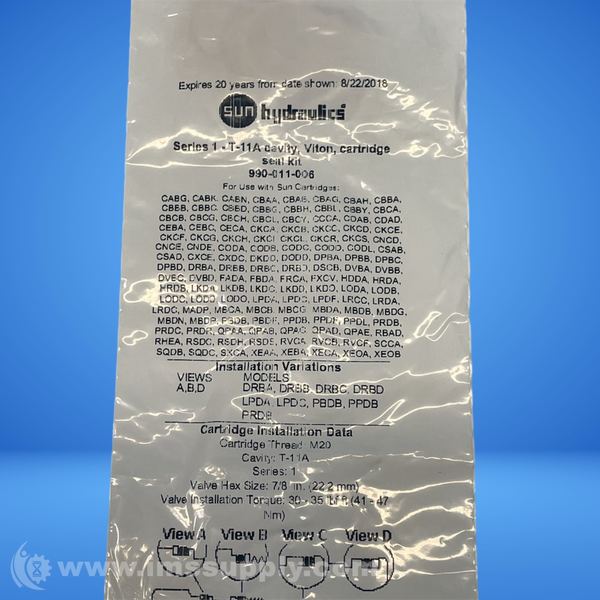 Expires 20 years from date shown: 8/22/2018
sun hydraulics
Series 1 - T-11A cavity, Viton, cartridge
seal kit
990-011-006
For Use with Sun Cartridges:
CABG, CABK, CABN, CBAA, CBAB, CBAG, CBAH, CBBA,
CBBB, CBBC, CBBD, CBBG, CBBH, CBBL, CBBY, CBCA,
CBCB, CBCG, CBCH, CBCL, CBCY, CCCA, CDAB, CDAD,
CEBA, CEBC, CECA, CKCA, CKCB, CKCC, CKCD, CKCE,
CKCF, CKCG, CKCH, CKCI, CKCL, CKCR, CKCS, CNCD,
CNCE, CNDE, CODA, CODB, CODC, CODD, CODL, CSAB,
CSAD, CXCE, CXDC, DKDD, DODD, DPBA, DPBB, DPBC,
DPBD, DRBA, DRBB, DRBC, DRBD, DSCB, DVBA, DVBB,
DVBC, DVBD, FADA, FBDA, FRCA, FXCV, HDDA, HRDA,
HRDB, LKDA, LKDB, LKDC, LKDD, LODA, LODB,
LODC, LODD, LODO, LPDA, LPDC, LPDF, LRCC, LRDA,
LRDC, MADP, MBCA, MBCB, MBCG, MBDA, MBDB, MBDG,
MBDN, MBDP, PBDB, PBDF, PPDB, PPDF, PPDL, PRDB,
PRDC, PRDR, QPAA, QPAB, QPAC, QPAD, QPAE, RBAD,
RHEA, RSDC, RSDH, RSDS, RVCA, RVCB, RVCF, SCCA,
SQDB, SQDC, SXCA, XEAA, XEBA, XECA, XEOA, XEOB
Installation Variations
VIEWS MODELS
A,B,D DRBA, DRBB, DRBC, DRBD
LPDA, LPDC, PBDB, PPDB
PRDB
Cartridge Installation Data
Cartridge Thread: M20
Cavity: T-11A
Series: 1
Valve Hex Size: 7/8 in. (22.2 mm)
Valve Installation Torque: 30 - 35 lbf ft (41 - 47
Nm)
View A View B View C View D
www.imssupply.com